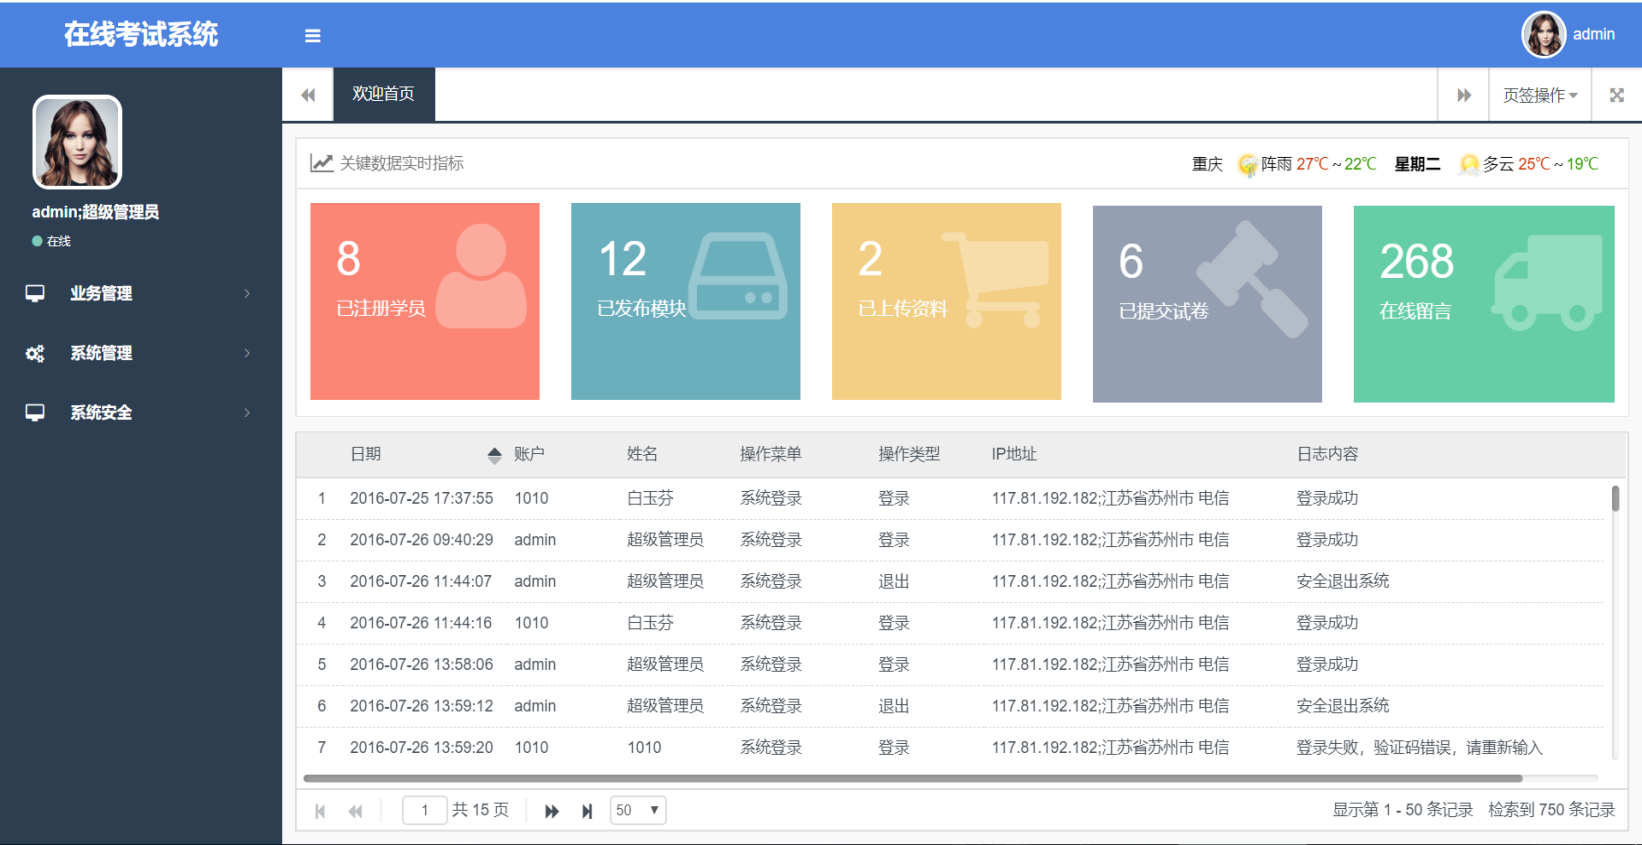 在线考试系统
admin
欢迎首页
页签操作
admin;超级管理员
在线
业务管理
系统管理
系统安全
关键数据实时指标
重庆 阵雨 27℃ ~ 22℃ 星期二 多云 25℃ ~ 19℃
8
已注册学员
12
已发布模块
2
已上传资料
6
已提交试卷
268
在线留言
日期 账户 姓名 操作菜单 操作类型 IP地址 日志内容
1 2016-07-25 17:37:55 1010 白玉芬 系统登录 登录 117.81.192.182;江苏省苏州市 电信 登录成功
2 2016-07-26 09:40:29 admin 超级管理员 系统登录 登录 117.81.192.182;江苏省苏州市 电信 登录成功
3 2016-07-26 11:44:07 admin 超级管理员 系统登录 退出 117.81.192.182;江苏省苏州市 电信 安全退出系统
4 2016-07-26 11:44:16 1010 白玉芬 系统登录 登录 117.81.192.182;江苏省苏州市 电信 登录成功
5 2016-07-26 13:58:06 admin 超级管理员 系统登录 登录 117.81.192.182;江苏省苏州市 电信 登录成功
6 2016-07-26 13:59:12 admin 超级管理员 系统登录 退出 117.81.192.182;江苏省苏州市 电信 安全退出系统
7 2016-07-26 13:59:20 1010 1010 系统登录 登录 117.81.192.182;江苏省苏州市 电信 登录失败，验证码错误，请重新输入
1 共 15 页 50 显示第 1 - 50 条记录 检索到 750 条记录